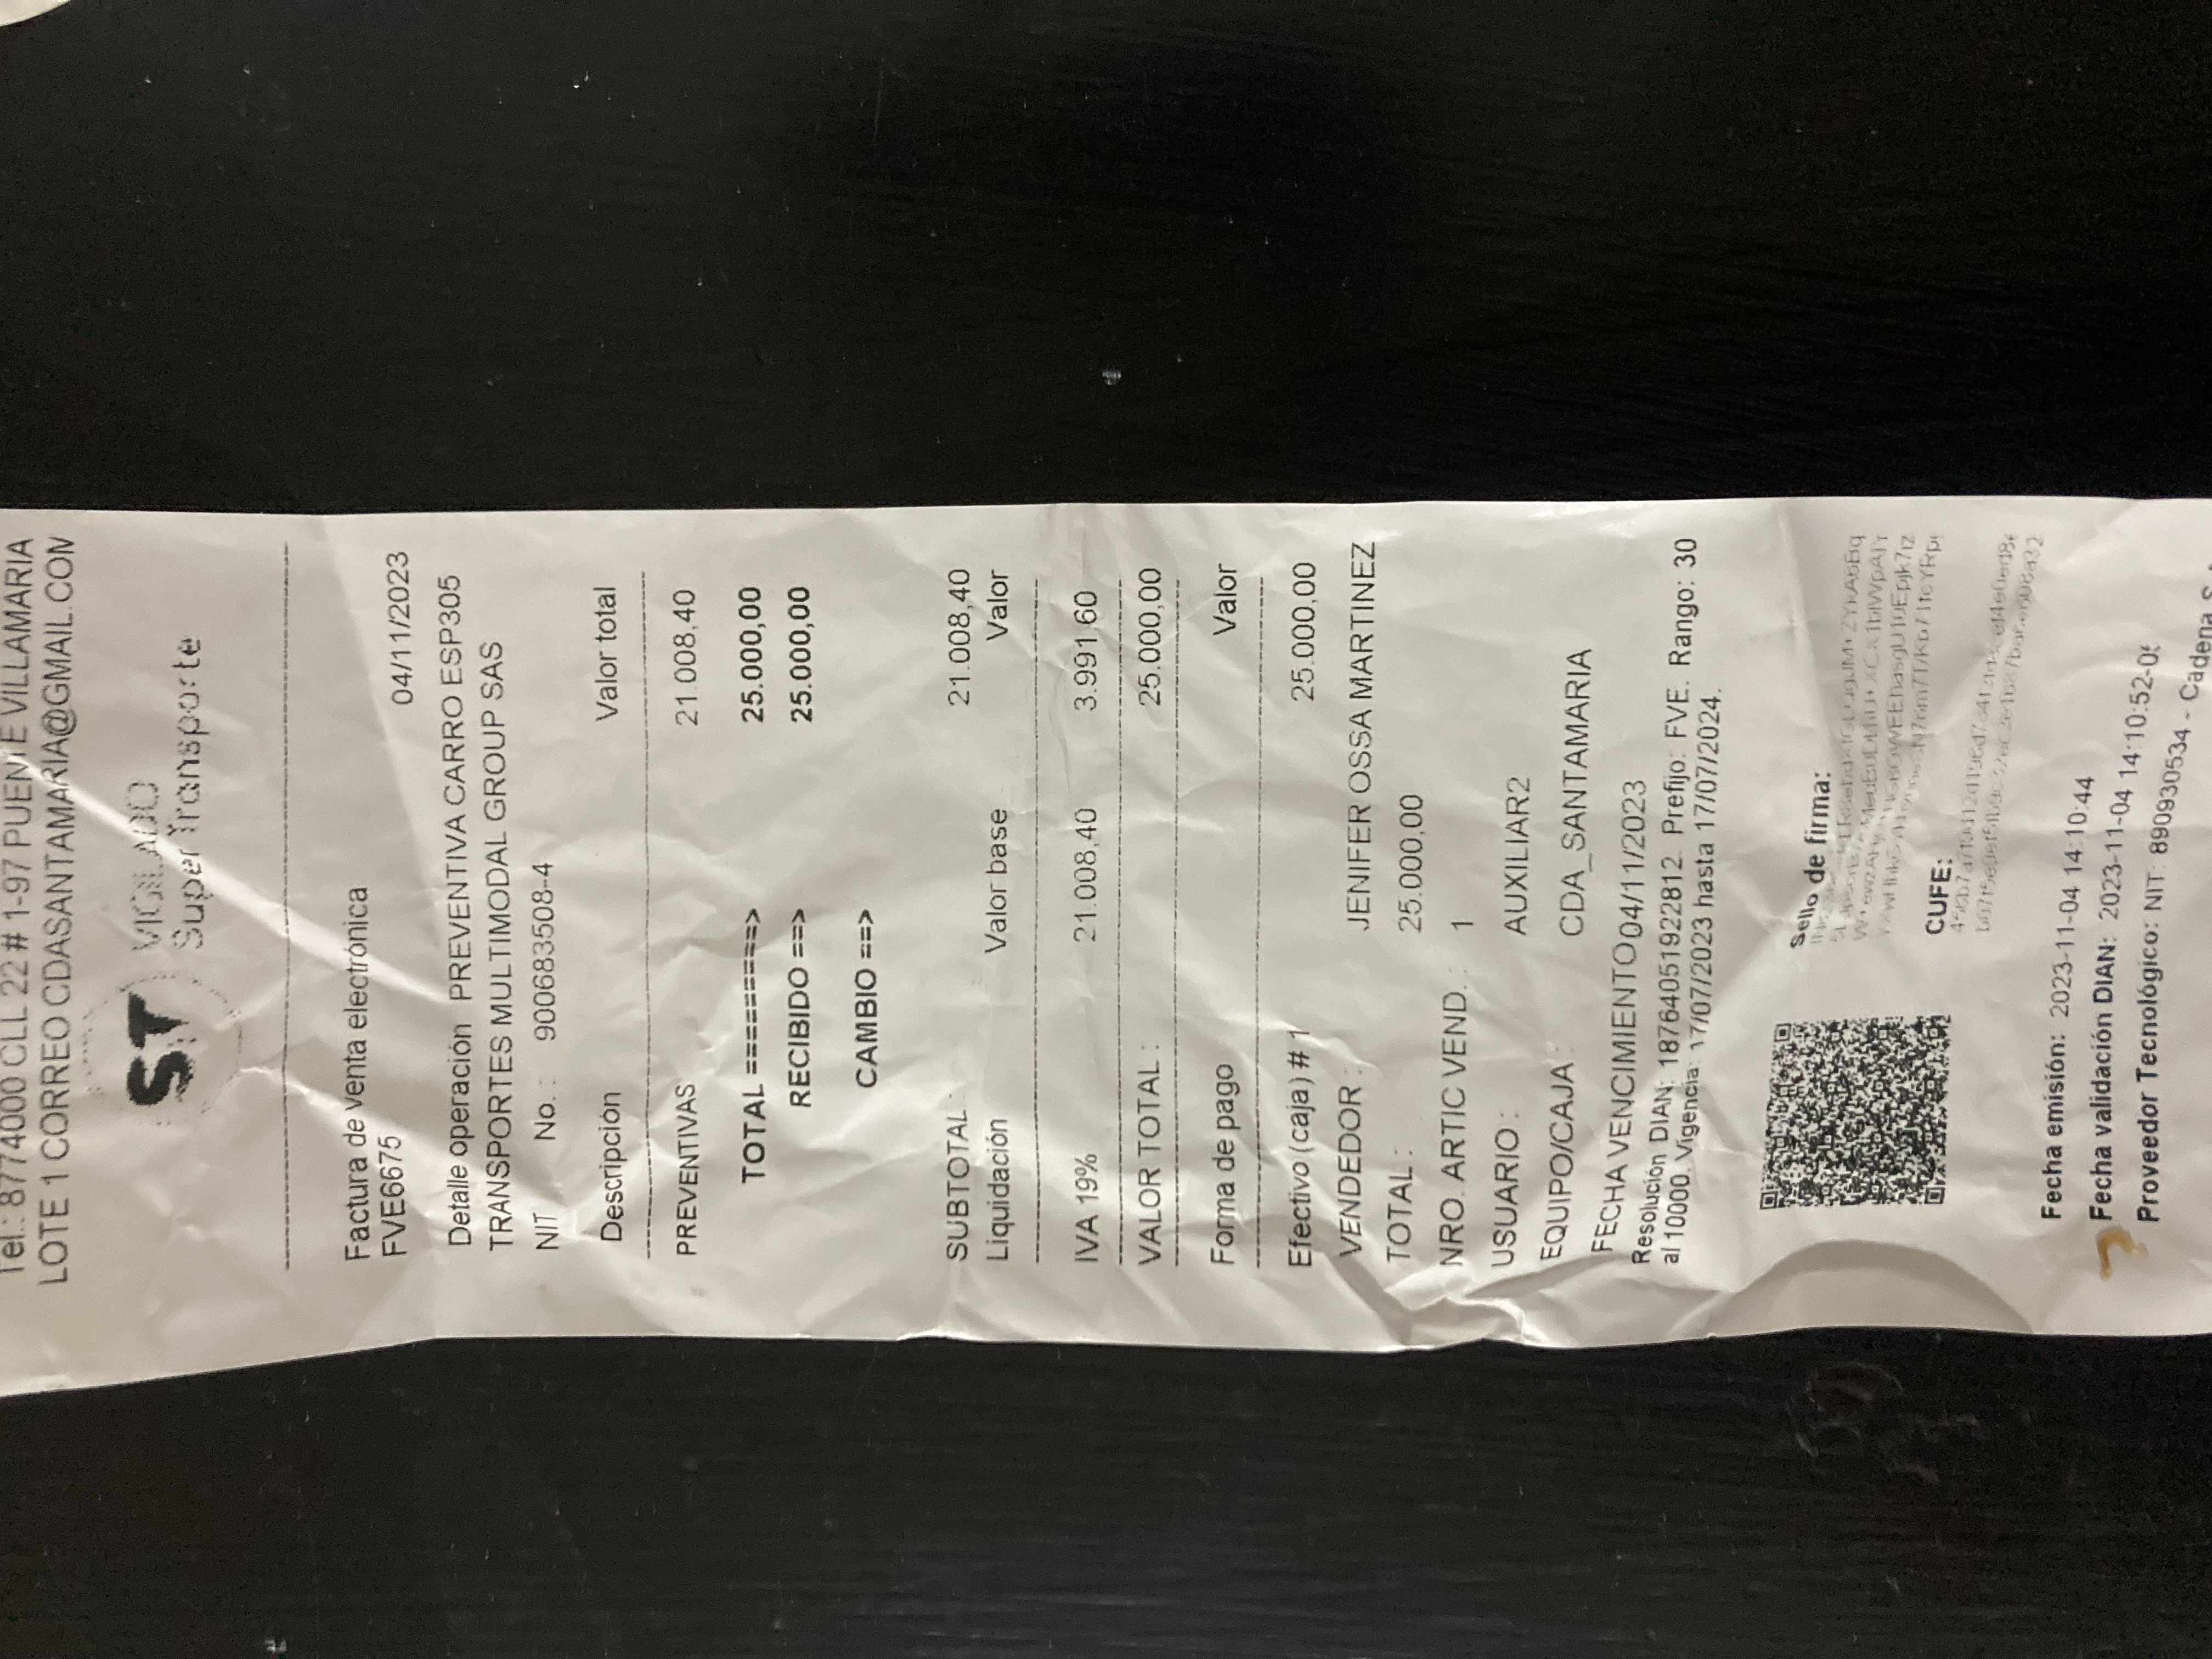 Tel.: 8774000 CLL 22 # 1-97 PUENTE VILLAMARIA
LOTE 1 CORREO CDASANTAMARIA@GMAIL.CON
ST VIGILADO
SuperTransporte
Factura de venta electrónica
FVE6675 04/11/2023
Detalle operación PREVENTIVA CARRO ESP305
TRANSPORTES MULTIMODAL GROUP SAS
NIT No. : 900683508-4
Descripción Valor total
PREVENTIVAS 21.008,40
TOTAL =========> 25.000,00
RECIBIDO ==> 25.000,00
CAMBIO ==>
SUBTOTAL : 21.008,40
Liquidación Valor base Valor
IVA 19% 21.008,40 3.991,60
VALOR TOTAL : 25.000,00
Forma de pago Valor
Efectivo (caja) # 1 25.000,00
VENDEDOR : JENIFER OSSA MARTINEZ
TOTAL : 25.000,00
NRO. ARTIC VEND. : 1
USUARIO : AUXILIAR2
EQUIPO/CAJA : CDA_SANTAMARIA
FECHA VENCIMIENTO 04/11/2023
Resolución DIAN: 18764051922812. Prefijo: FVE. Rango: 30
al 10000. Vigencia: 17/07/2023 hasta 17/07/2024.
Sello de firma:
CUFE:
Fecha emisión: 2023-11-04 14:10:44
Fecha validación DIAN: 2023-11-04 14:10:52-0
Proveedor Tecnológico: NIT: 890930534 - Cadena S